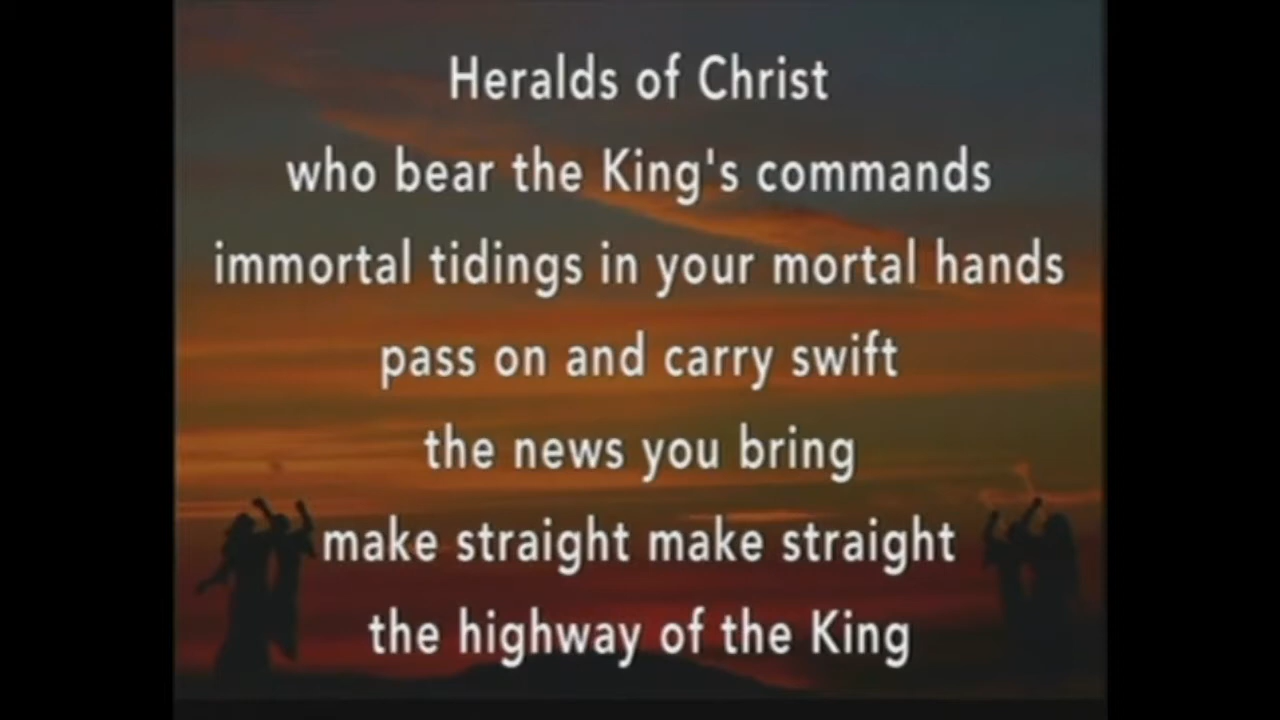 Heralds of Christ
who bear the King's commands
immortal tidings in your mortal hands
pass on and carry swift
the news you bring
make straight make straight
the highway of the King